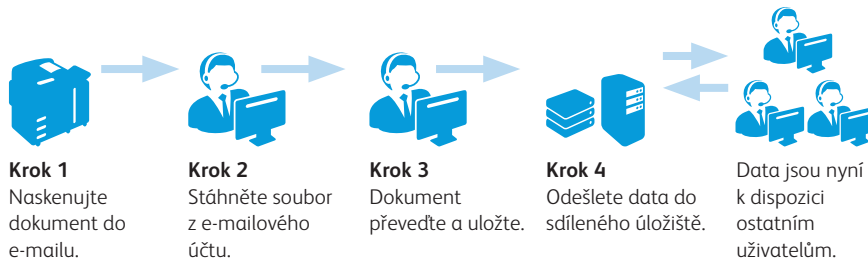 Krok 1
Naskenujte
dokument do
e-mailu.
Krok 2
Stáhněte soubor
z e-mailového
účtu.
Krok 3
Dokument
převeďte a uložte.
Krok 4
Odešlete data do
sdíleného úložiště.
Data jsou nyní
k dispozici
ostatním
uživatelům.